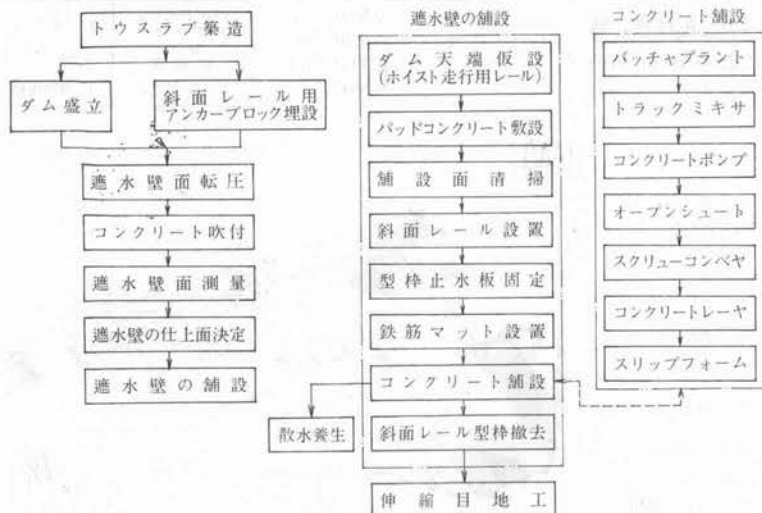 トウスラブ築造
ダム盛立
斜面レール用
アンカーブロック埋設
遮水壁面転圧
コンクリート吹付
遮水壁面測量
遮水壁の仕上面決定
遮水壁の舗設
遮水壁の舗設
ダム天端仮設
(ホイスト走行用レール)
パッドコンクリート敷設
舗設面清掃
斜面レール設置
型枠止水板固定
鉄筋マット設置
コンクリート舗設
散水養生
斜面レール型枠撤去
伸縮目地工
コンクリート舗設
バッチャプラント
トラックミキサ
コンクリートポンプ
オープンシュート
スクリューコンベヤ
コンクリートレーヤ
スリップフォーム